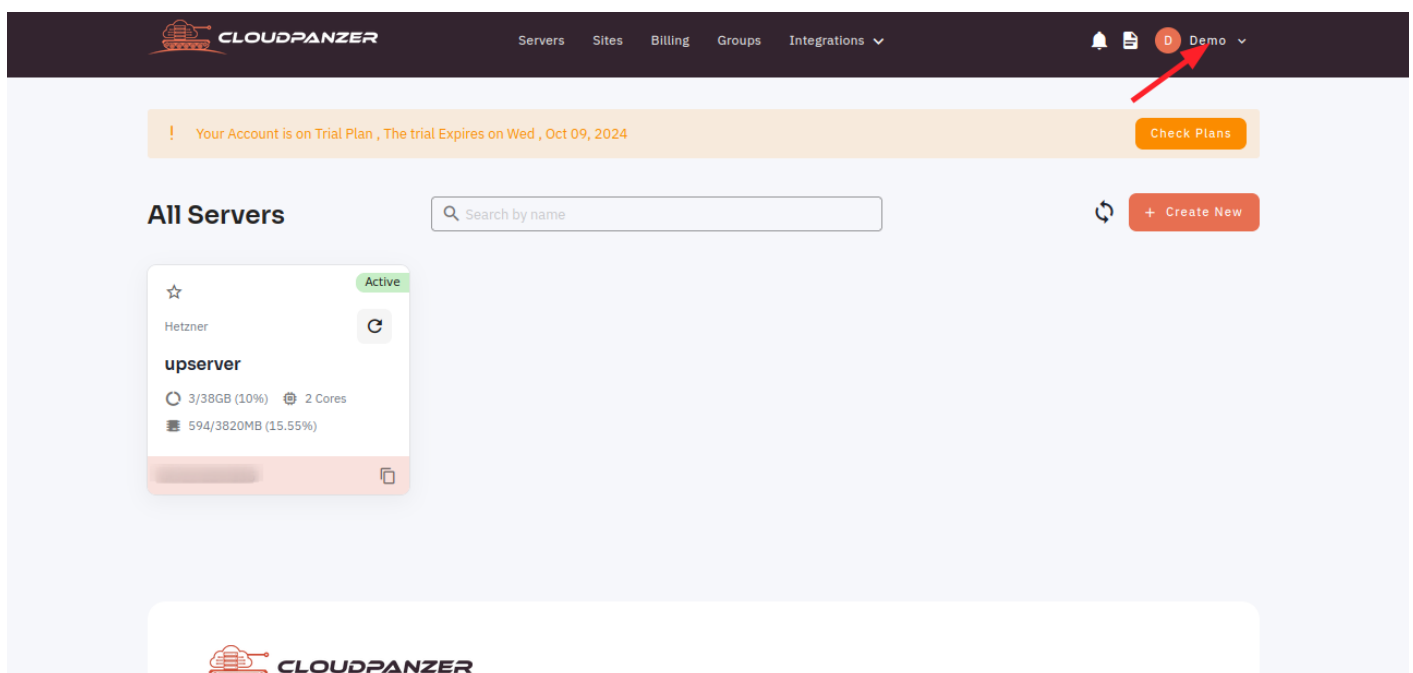 CLOUDPANZER Servers Sites Billing Groups Integrations D Demo
! Your Account is on Trial Plan , The trial Expires on Wed , Oct 09, 2024 Check Plans
All Servers Search by name + Create New
Active
Hetzner
upserver
3/38GB (10%) 2 Cores
594/3820MB (15.55%)
CLOUDPANZER